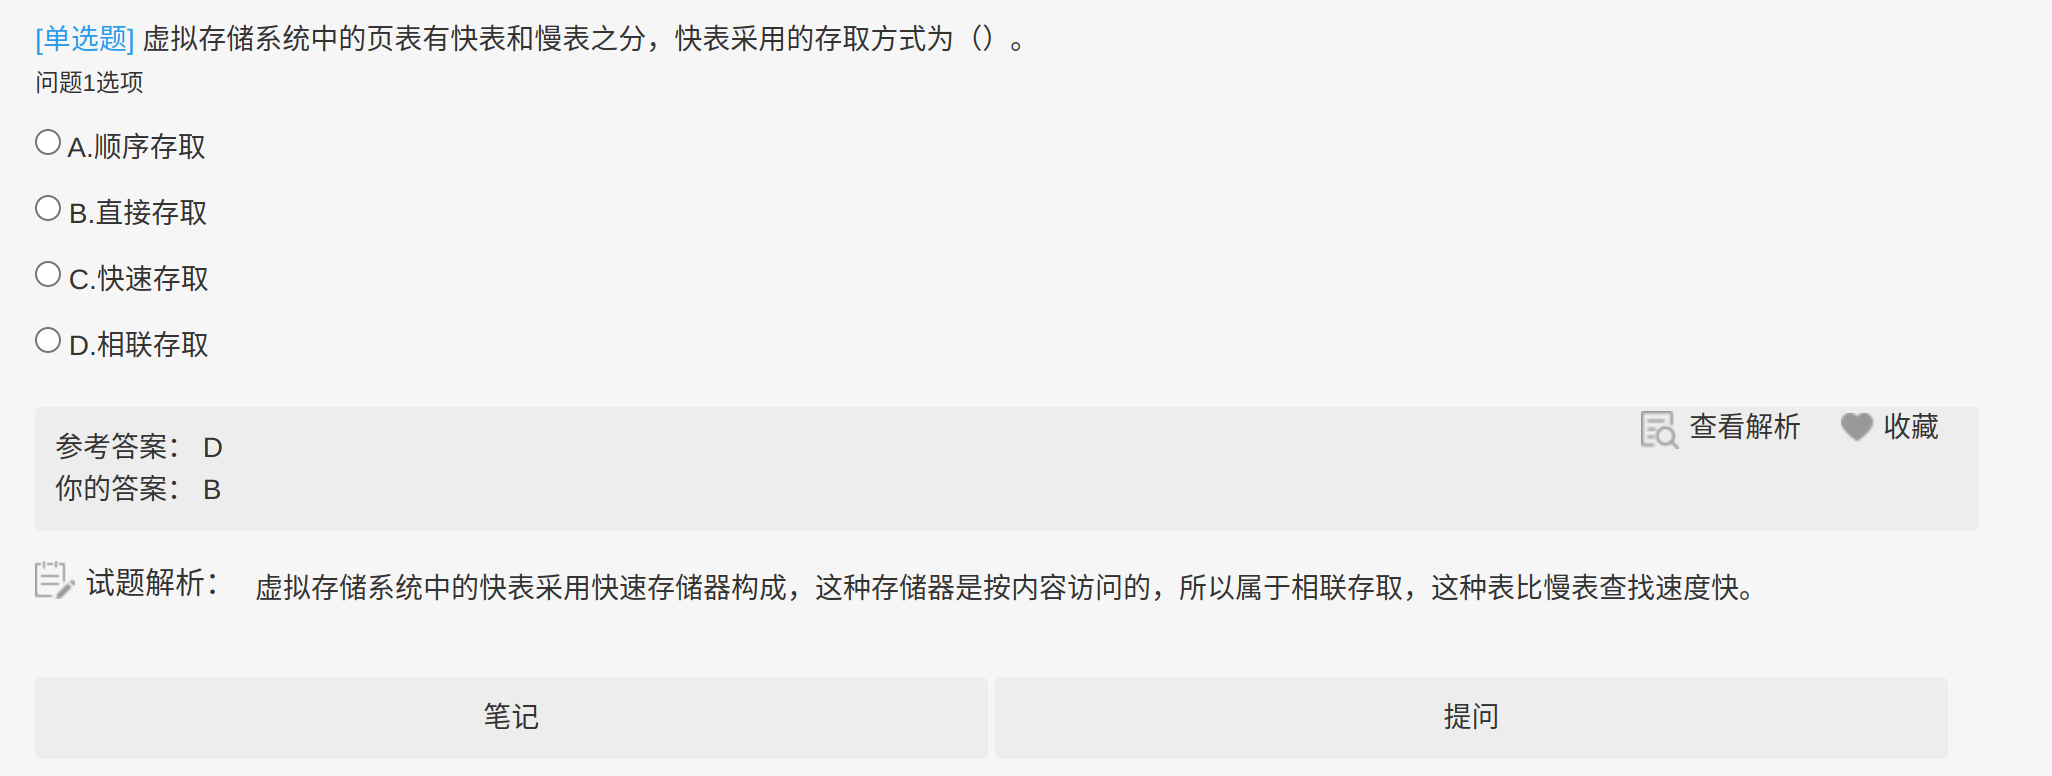 [单选题] 虚拟存储系统中的页表有快表和慢表之分，快表采用的存取方式为（）。
问题1选项
A.顺序存取
B.直接存取
C.快速存取
D.相联存取
查看解析 收藏
参考答案： D
你的答案： B
试题解析： 虚拟存储系统中的快表采用快速存储器构成，这种存储器是按内容访问的，所以属于相联存取，这种表比慢表查找速度快。
笔记 提问